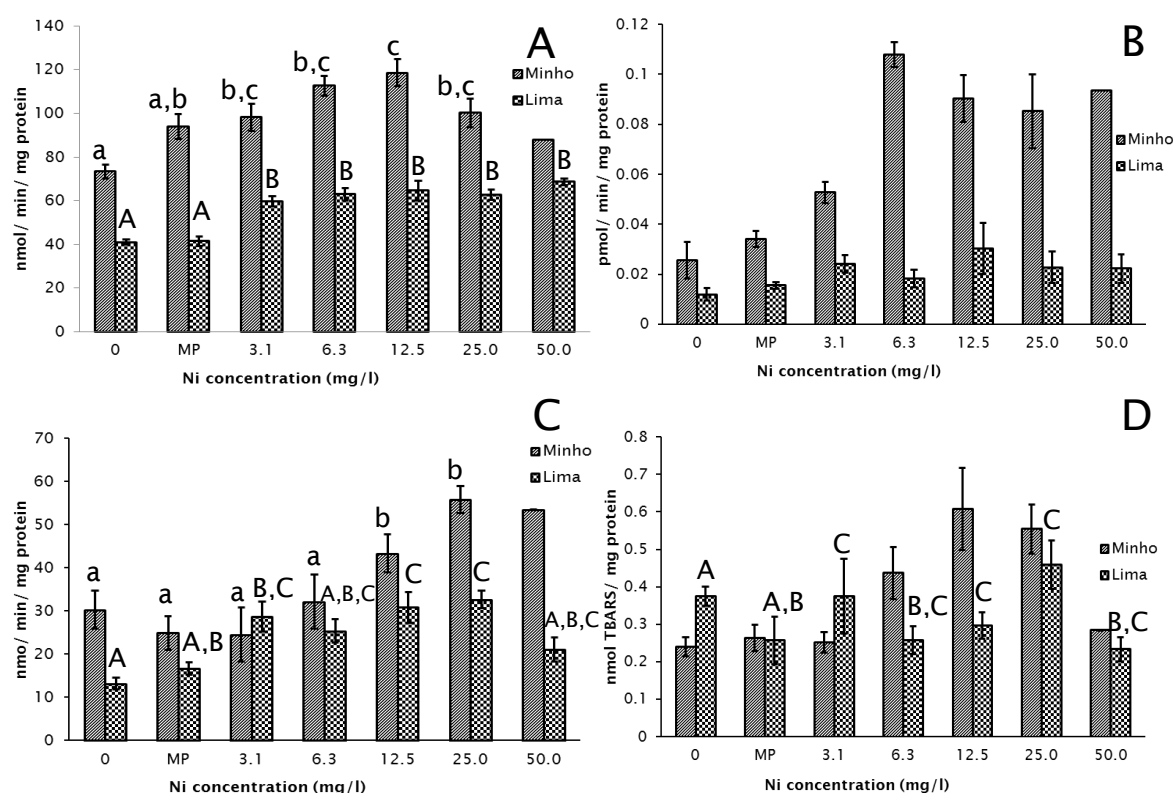 A
nmol/ min/ mg protein
140
120
100
80
60
40
20
0
a
A
a,b
A
b,c
B
b,c
B
c
B
b,c
B
B
Minho
Lima
0 MP 3.1 6.3 12.5 25.0 50.0
Ni concentration (mg/l)
B
pmol/ min/ mg protein
0.12
0.1
0.08
0.06
0.04
0.02
0
Minho
Lima
0 MP 3.1 6.3 12.5 25.0 50.0
Ni concentration (mg/l)
C
nmo/ min/ mg protein
70
60
50
40
30
20
10
0
a
A
a
A,B
a
B,C
a
A,B,C
b
C
b
C
A,B,C
Minho
Lima
0 MP 3.1 6.3 12.5 25.0 50.0
Ni concentration (mg/l)
D
nmol TBARS/ mg protein
0.8
0.7
0.6
0.5
0.4
0.3
0.2
0.1
0
A
A,B
C
B,C
C
C
B,C
Minho
Lima
0 MP 3.1 6.3 12.5 25.0 50.0
Ni concentration (mg/l)